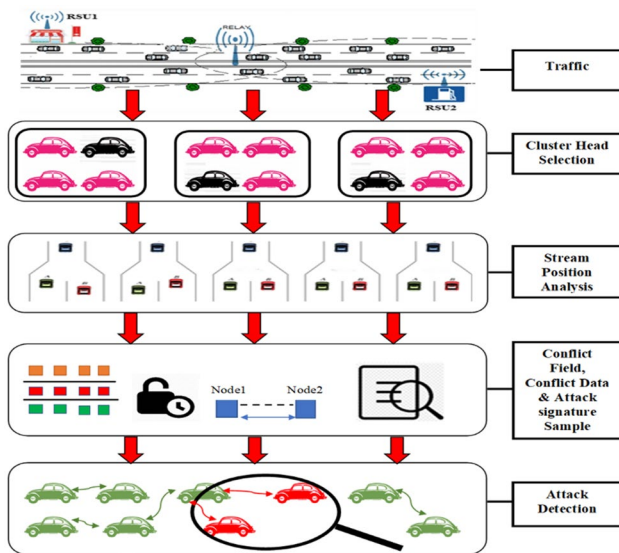 RSU1
RELAY
RSU2
Traffic
Cluster Head
Selection
Stream
Position
Analysis
Node1
Node2
Conflict
Field,
Conflict Data
& Attack
signature
Sample
Attack
Detection